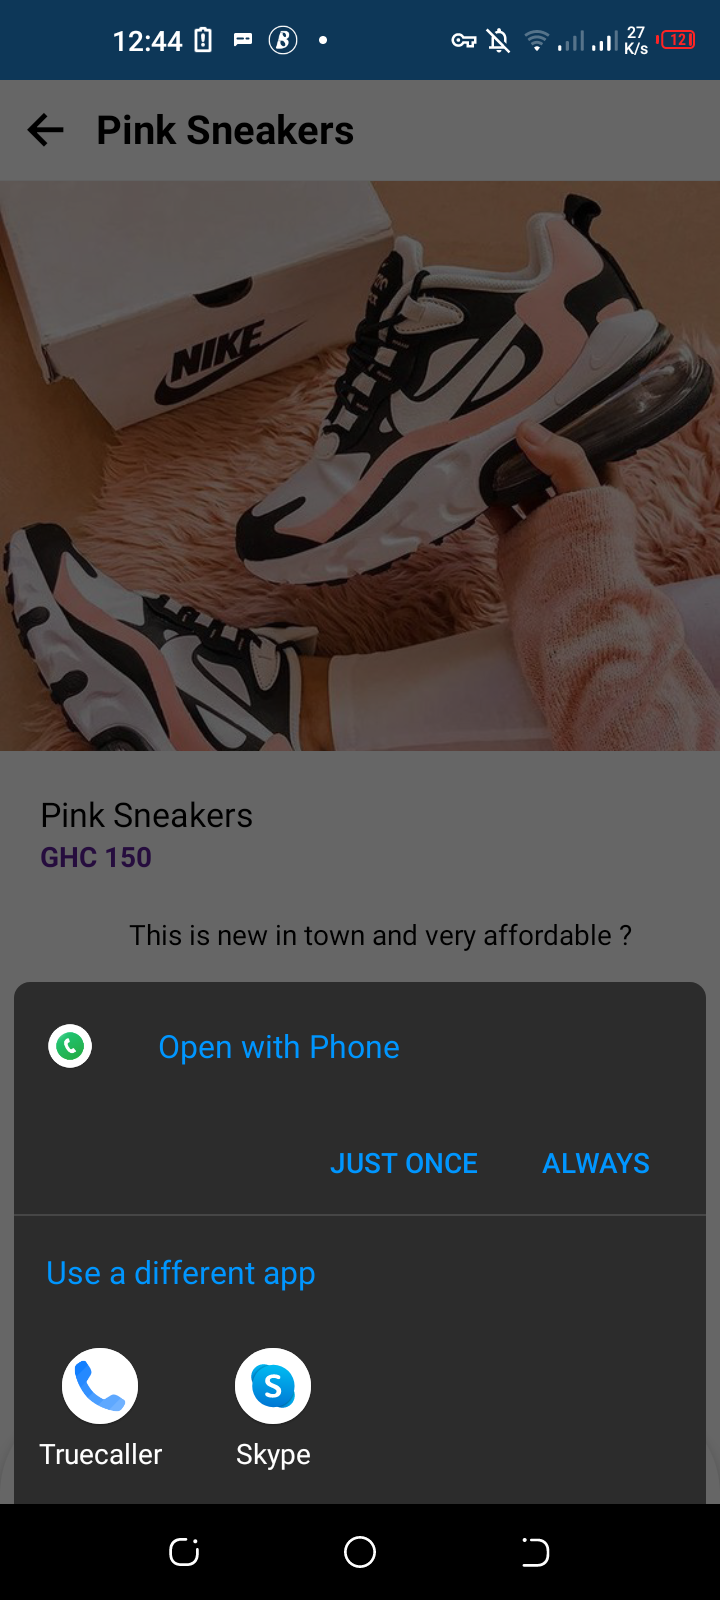 12:44
27
K/s
12
Pink Sneakers
NIKE
Pink Sneakers
GHC 150
This is new in town and very affordable ?
Open with Phone
JUST ONCE
ALWAYS
Use a different app
S
Truecaller
Skype